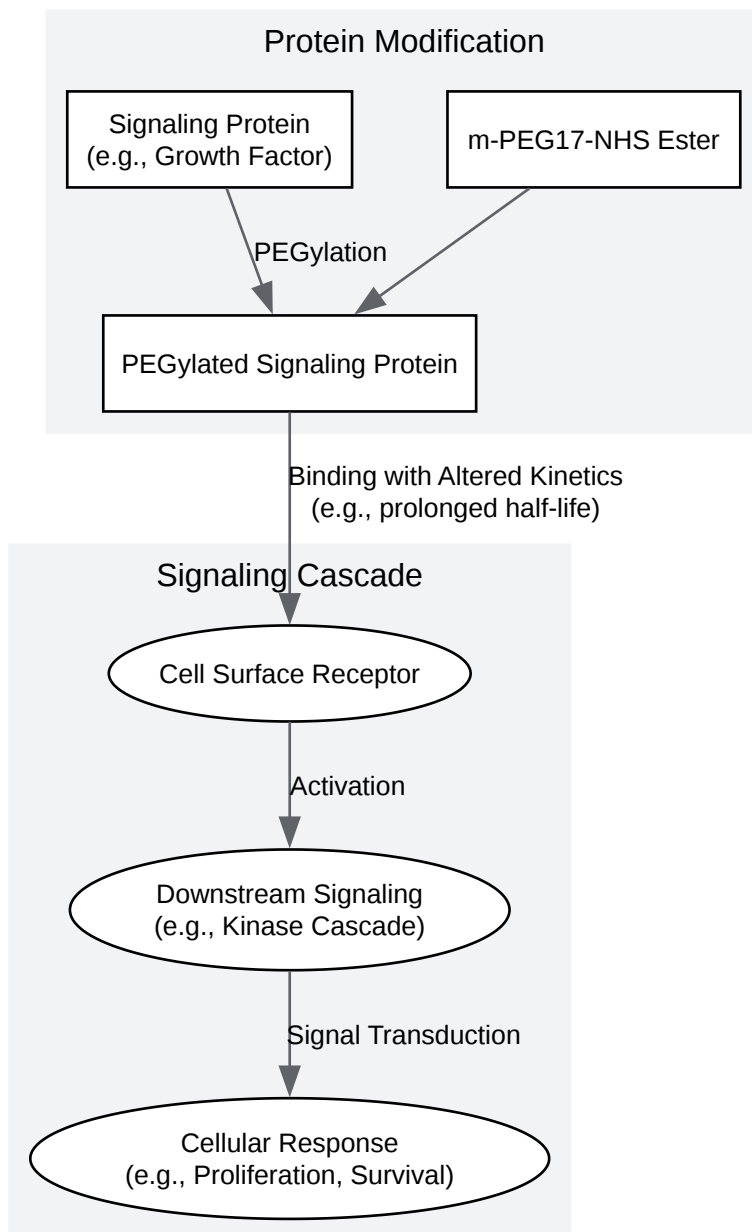 Protein Modification
Signaling Protein
(e.g., Growth Factor)
m-PEG17-NHS Ester
PEGylation
PEGylated Signaling Protein
Binding with Altered Kinetics
(e.g., prolonged half-life)
Signaling Cascade
Cell Surface Receptor
Activation
Downstream Signaling
(e.g., Kinase Cascade)
Signal Transduction
Cellular Response
(e.g., Proliferation, Survival)